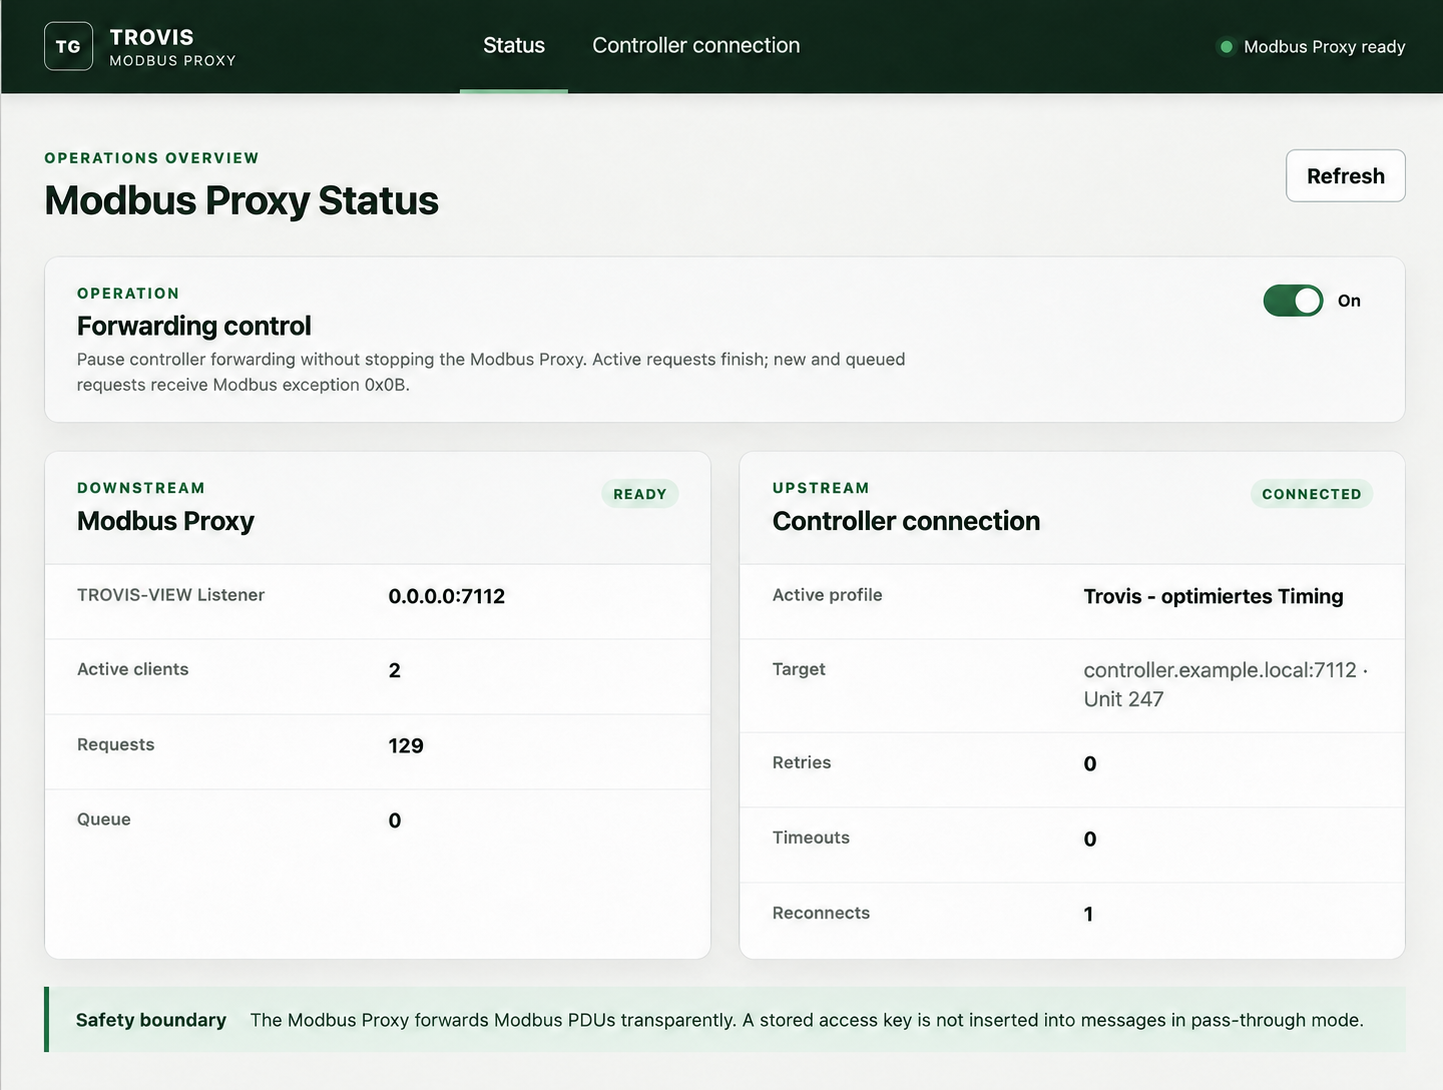 TG
TROVIS
MODBUS PROXY
Status
Controller connection
Modbus Proxy ready
OPERATIONS OVERVIEW
Modbus Proxy Status
Refresh
OPERATION
Forwarding control
On
Pause controller forwarding without stopping the Modbus Proxy. Active requests finish; new and queued
requests receive Modbus exception 0x0B.
DOWNSTREAM
Modbus Proxy
READY
TROVIS-VIEW Listener
0.0.0.0:7112
Active clients
2
Requests
129
Queue
0
UPSTREAM
Controller connection
CONNECTED
Active profile
Trovis - optimiertes Timing
Target
controller.example.local:7112 ·
Unit 247
Retries
0
Timeouts
0
Reconnects
1
Safety boundary
The Modbus Proxy forwards Modbus PDUs transparently. A stored access key is not inserted into messages in pass-through mode.